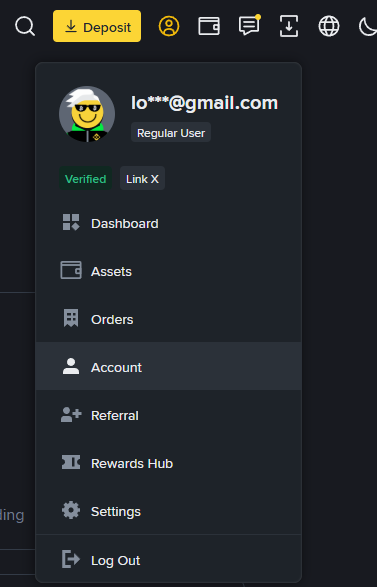 Deposit
lo***@gmail.com
Regular User
Verified Link X
Dashboard
Assets
Orders
Account
Referral
ding
Rewards Hub
Settings
Log Out